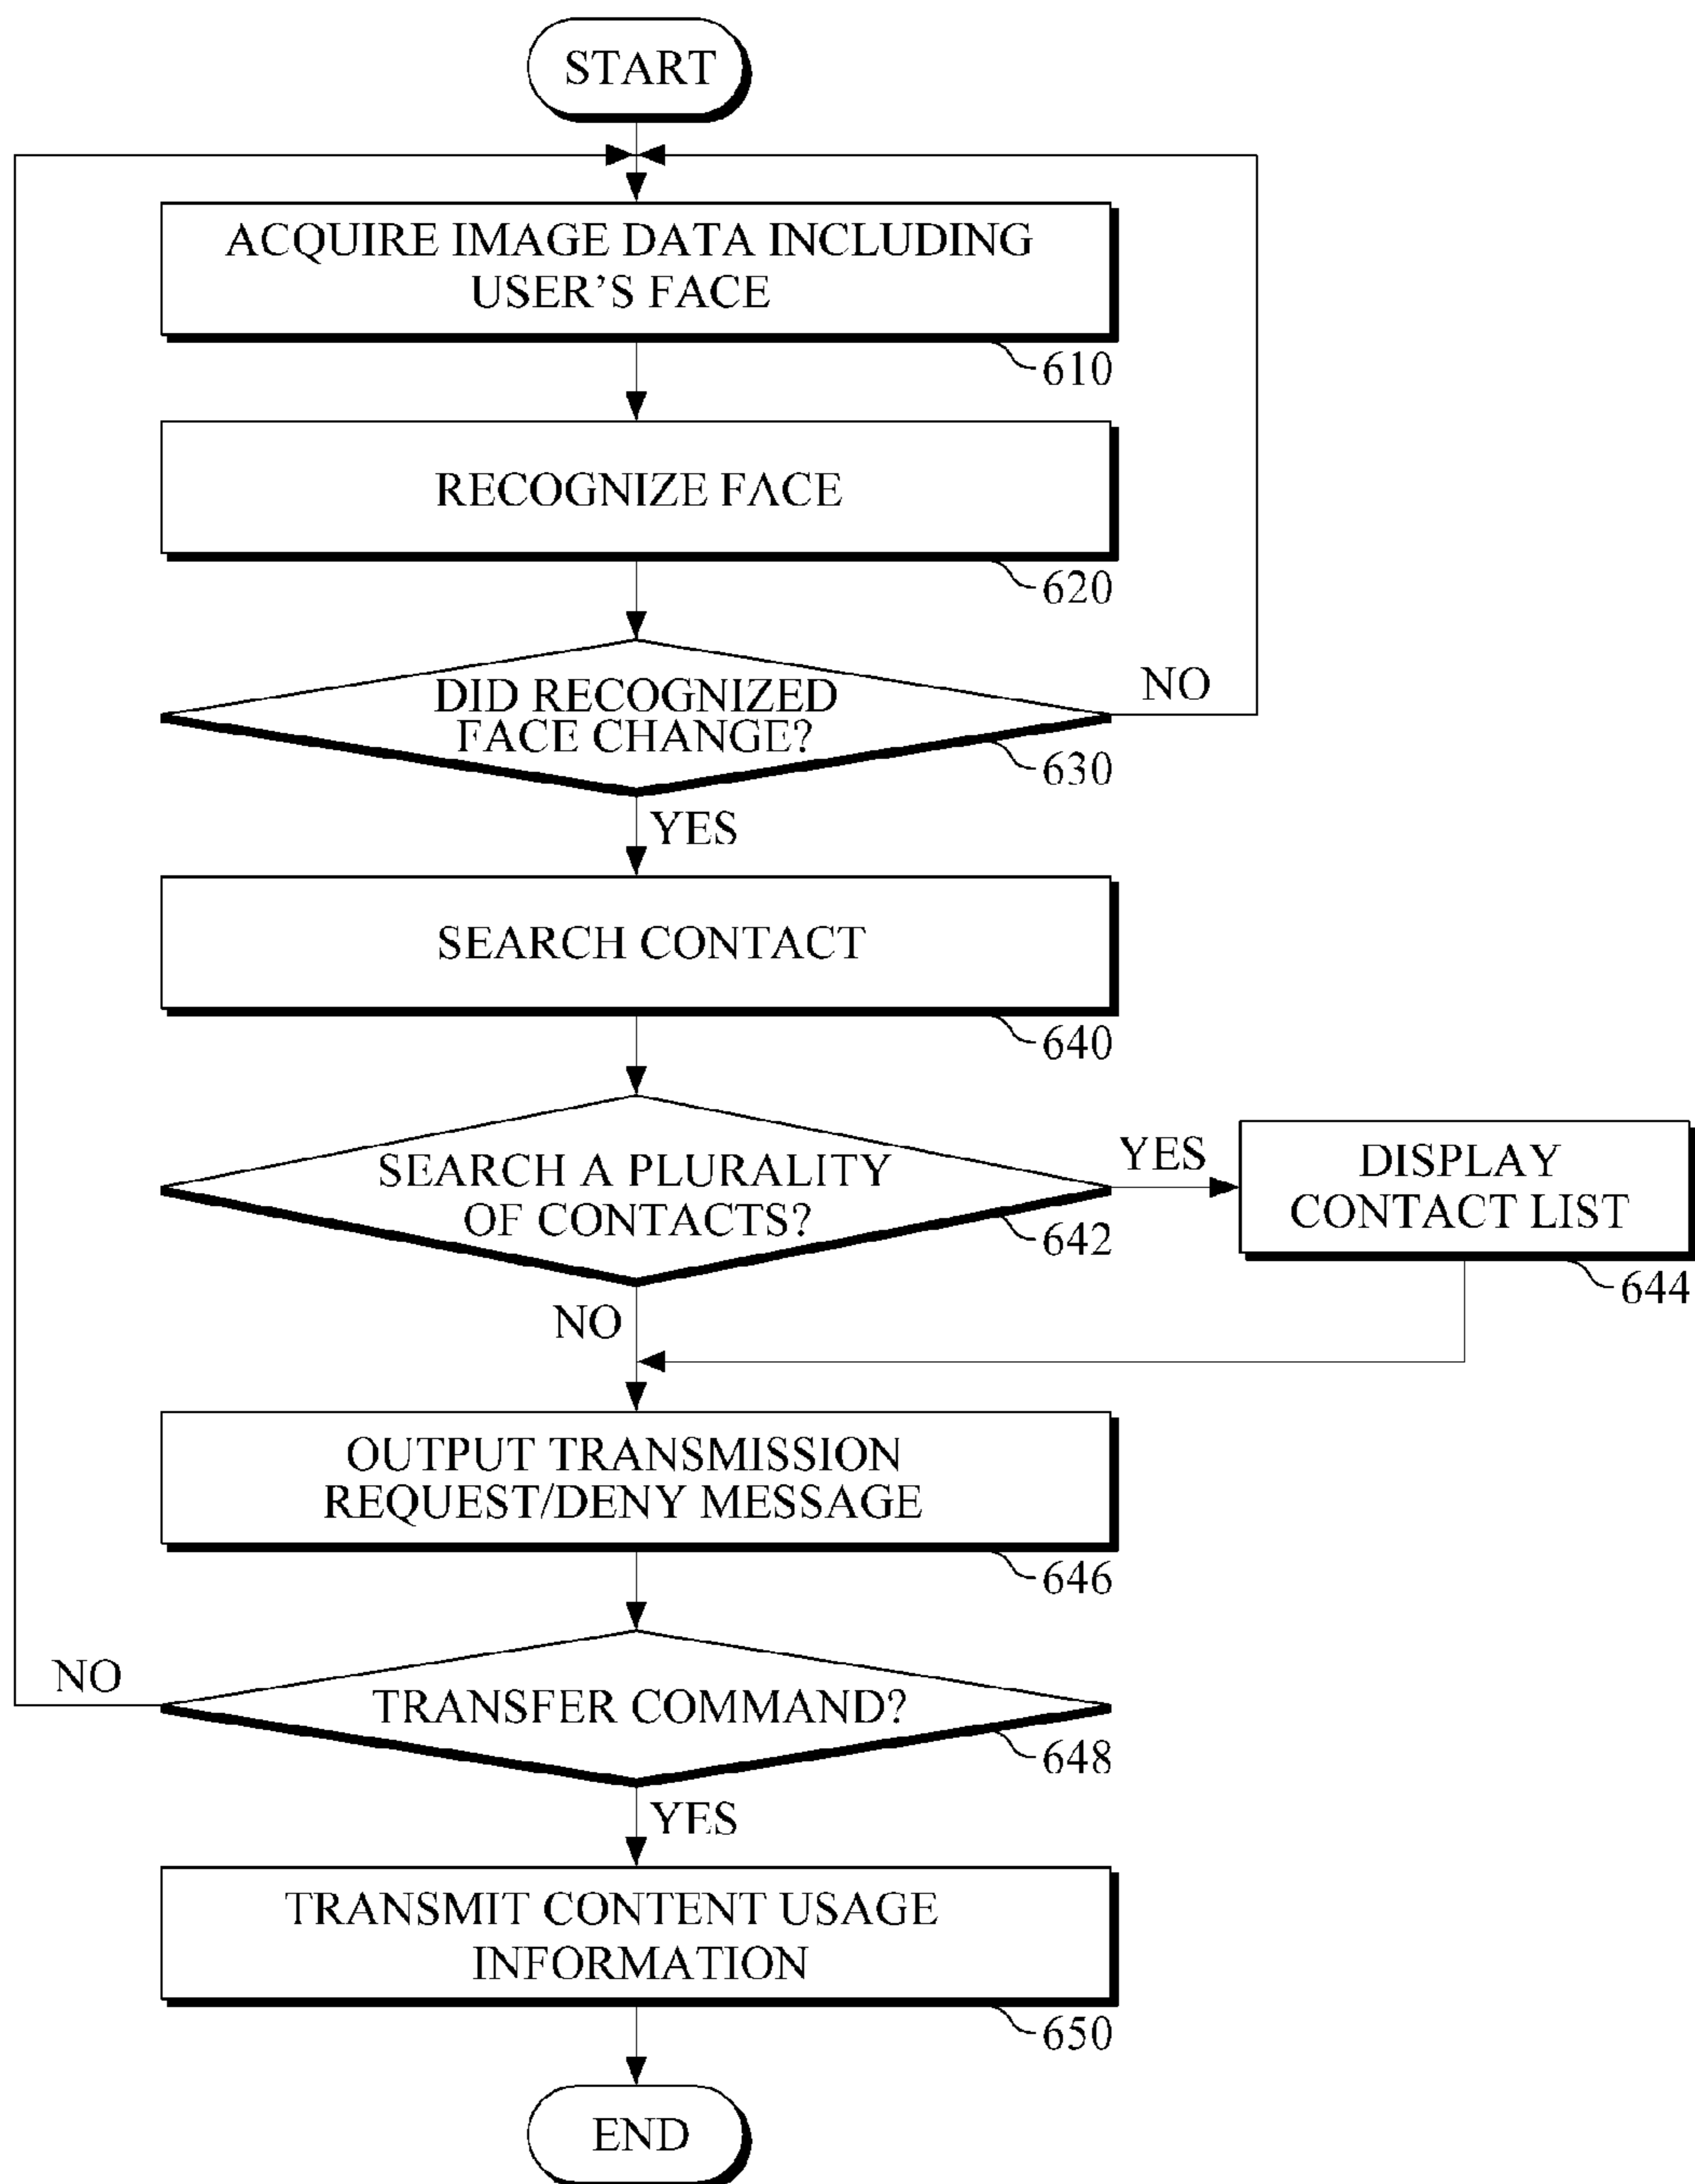 START
ACQUIRE IMAGE DATA INCLUDING
USER'S FACE
610
RECOGNIZE FACE
620
DID RECOGNIZED
FACE CHANGE?
NO
630
YES
SEARCH CONTACT
640
SEARCH A PLURALITY
OF CONTACTS?
YES
642
DISPLAY
CONTACT LIST
644
NO
OUTPUT TRANSMISSION
REQUEST/DENY MESSAGE
646
NO
TRANSFER COMMAND?
648
YES
TRANSMIT CONTENT USAGE
INFORMATION
650
END